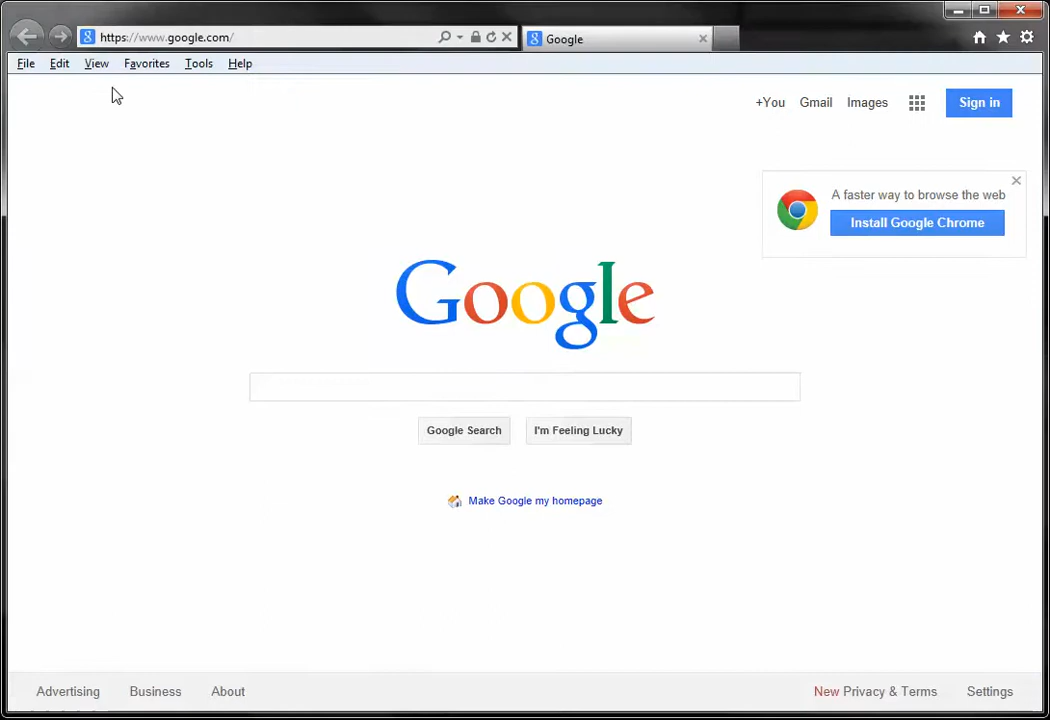 https://www.google.com/
Google
File Edit View Favorites Tools Help
+You Gmail Images Sign in
A faster way to browse the web
Install Google Chrome
Google
Google Search I'm Feeling Lucky
Make Google my homepage
Advertising Business About New Privacy & Terms Settings